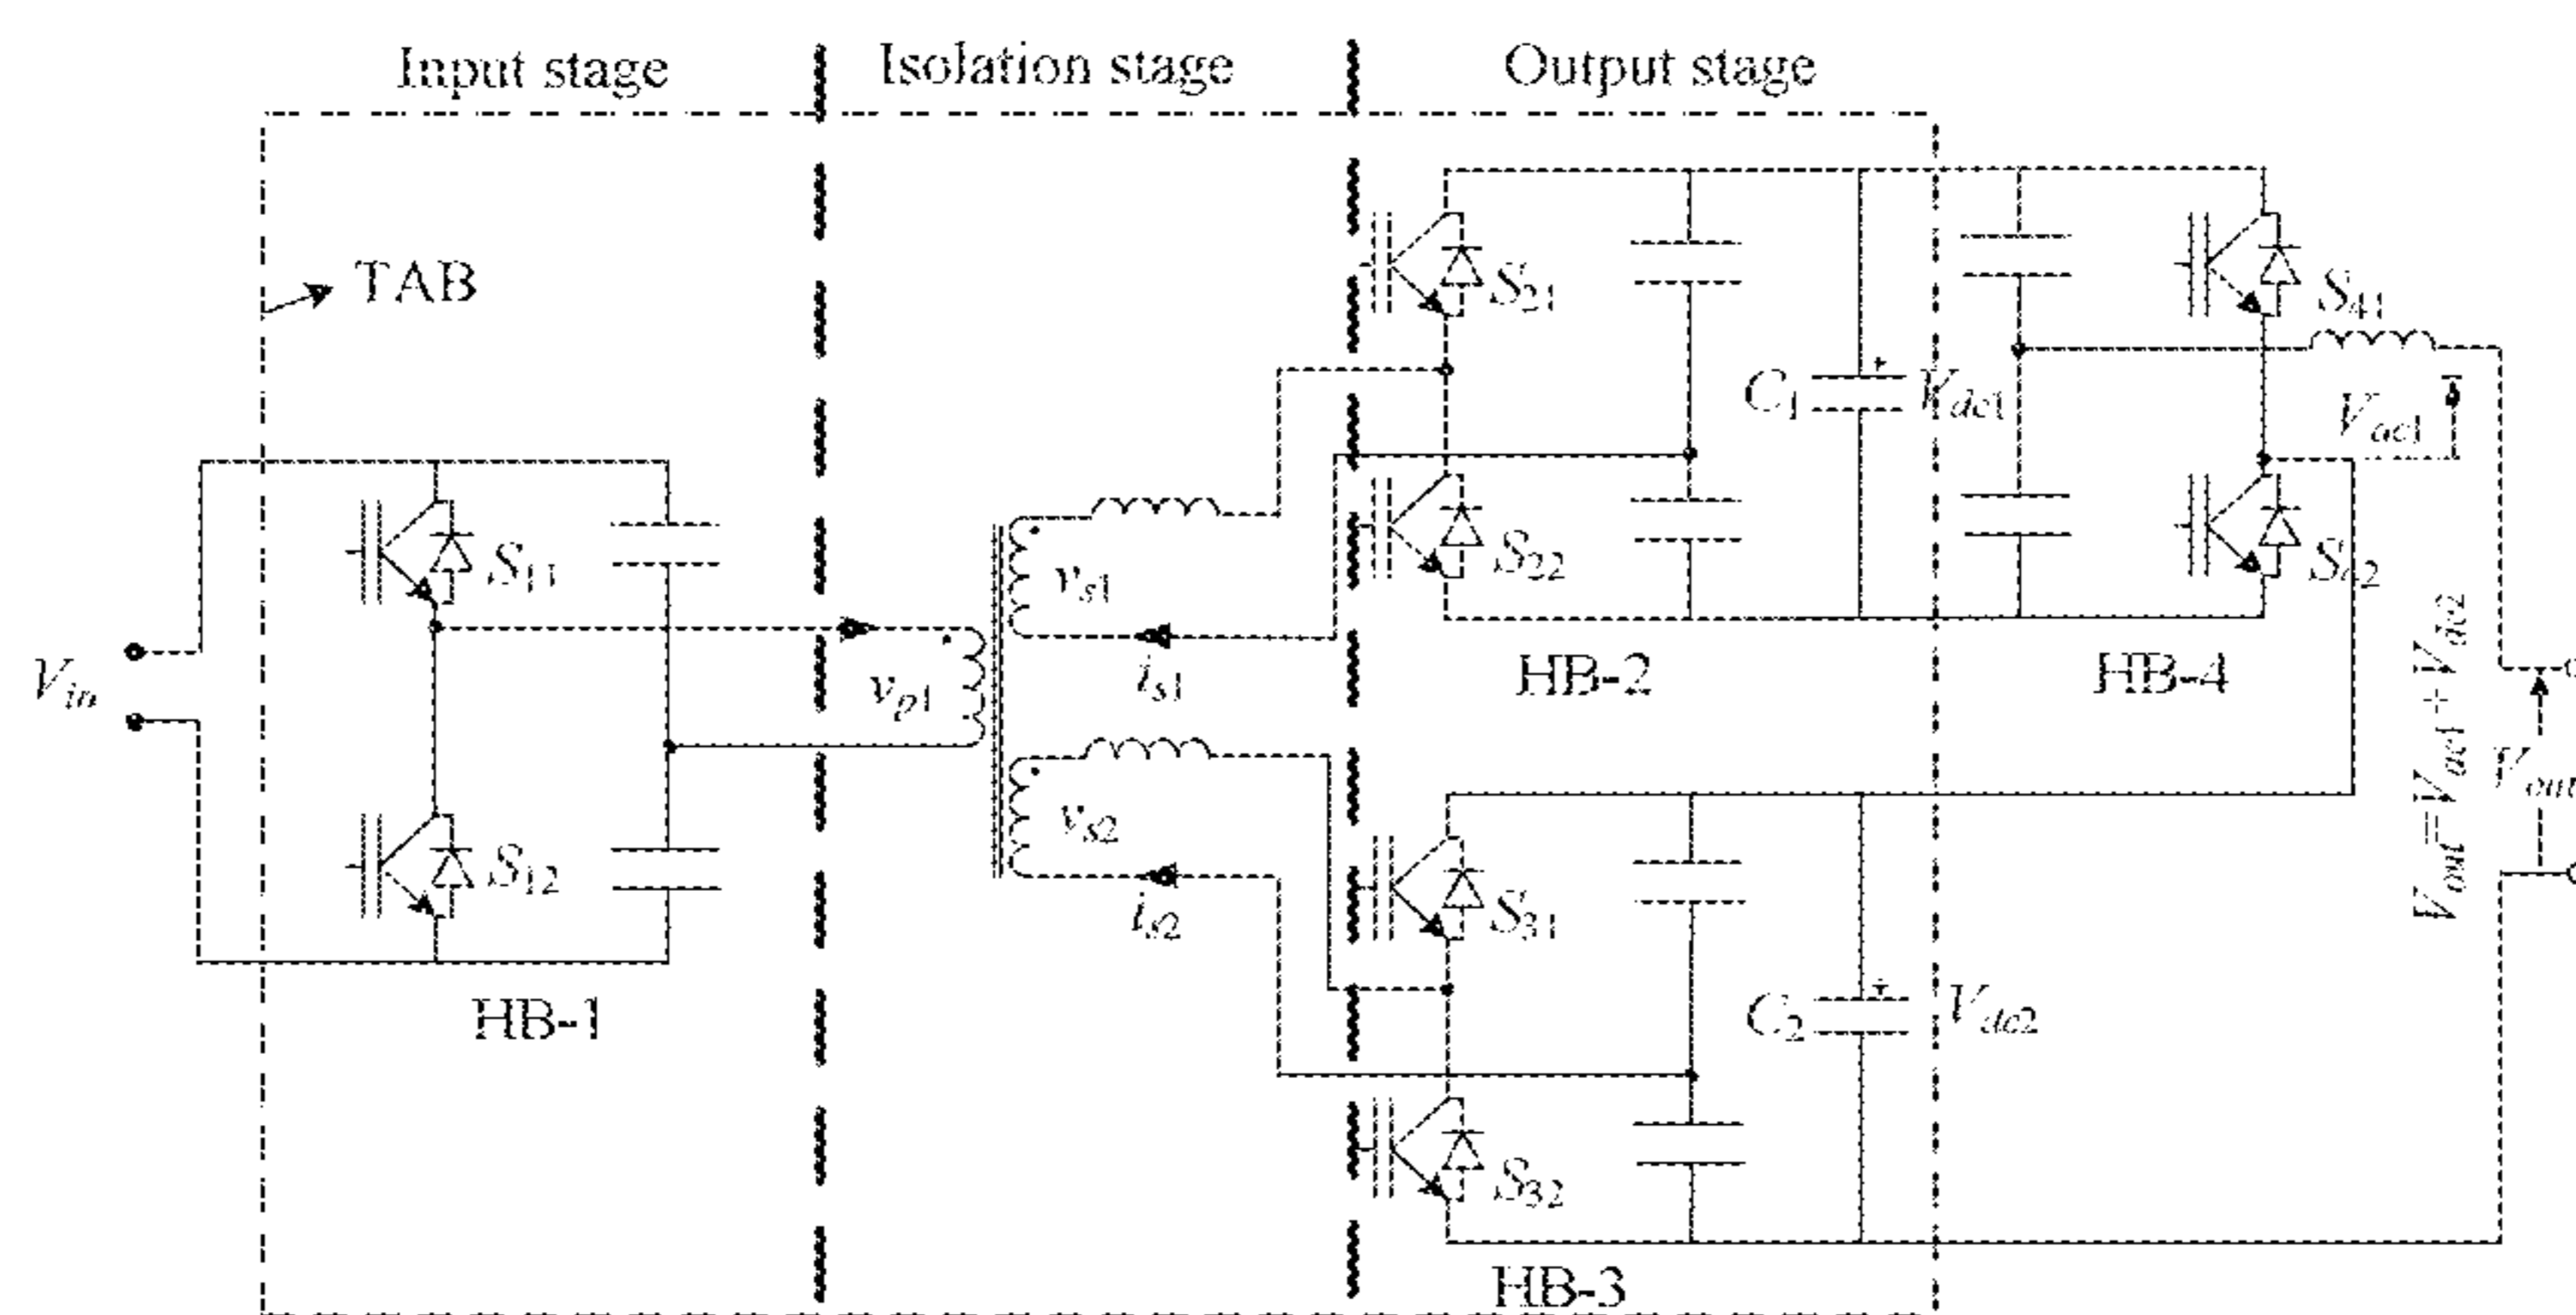 Input stage
Isolation stage
Output stage
TAB
S21
S41
C1
Vdc1
Vac1
S11
S22
S42
vs1
Vin
vp1
is1
HB-2
HB-4
Vout=Vac1+Vdc2
Vout
vs2
S12
is2
S31
HB-1
C2
Vdc2
S32
HB-3